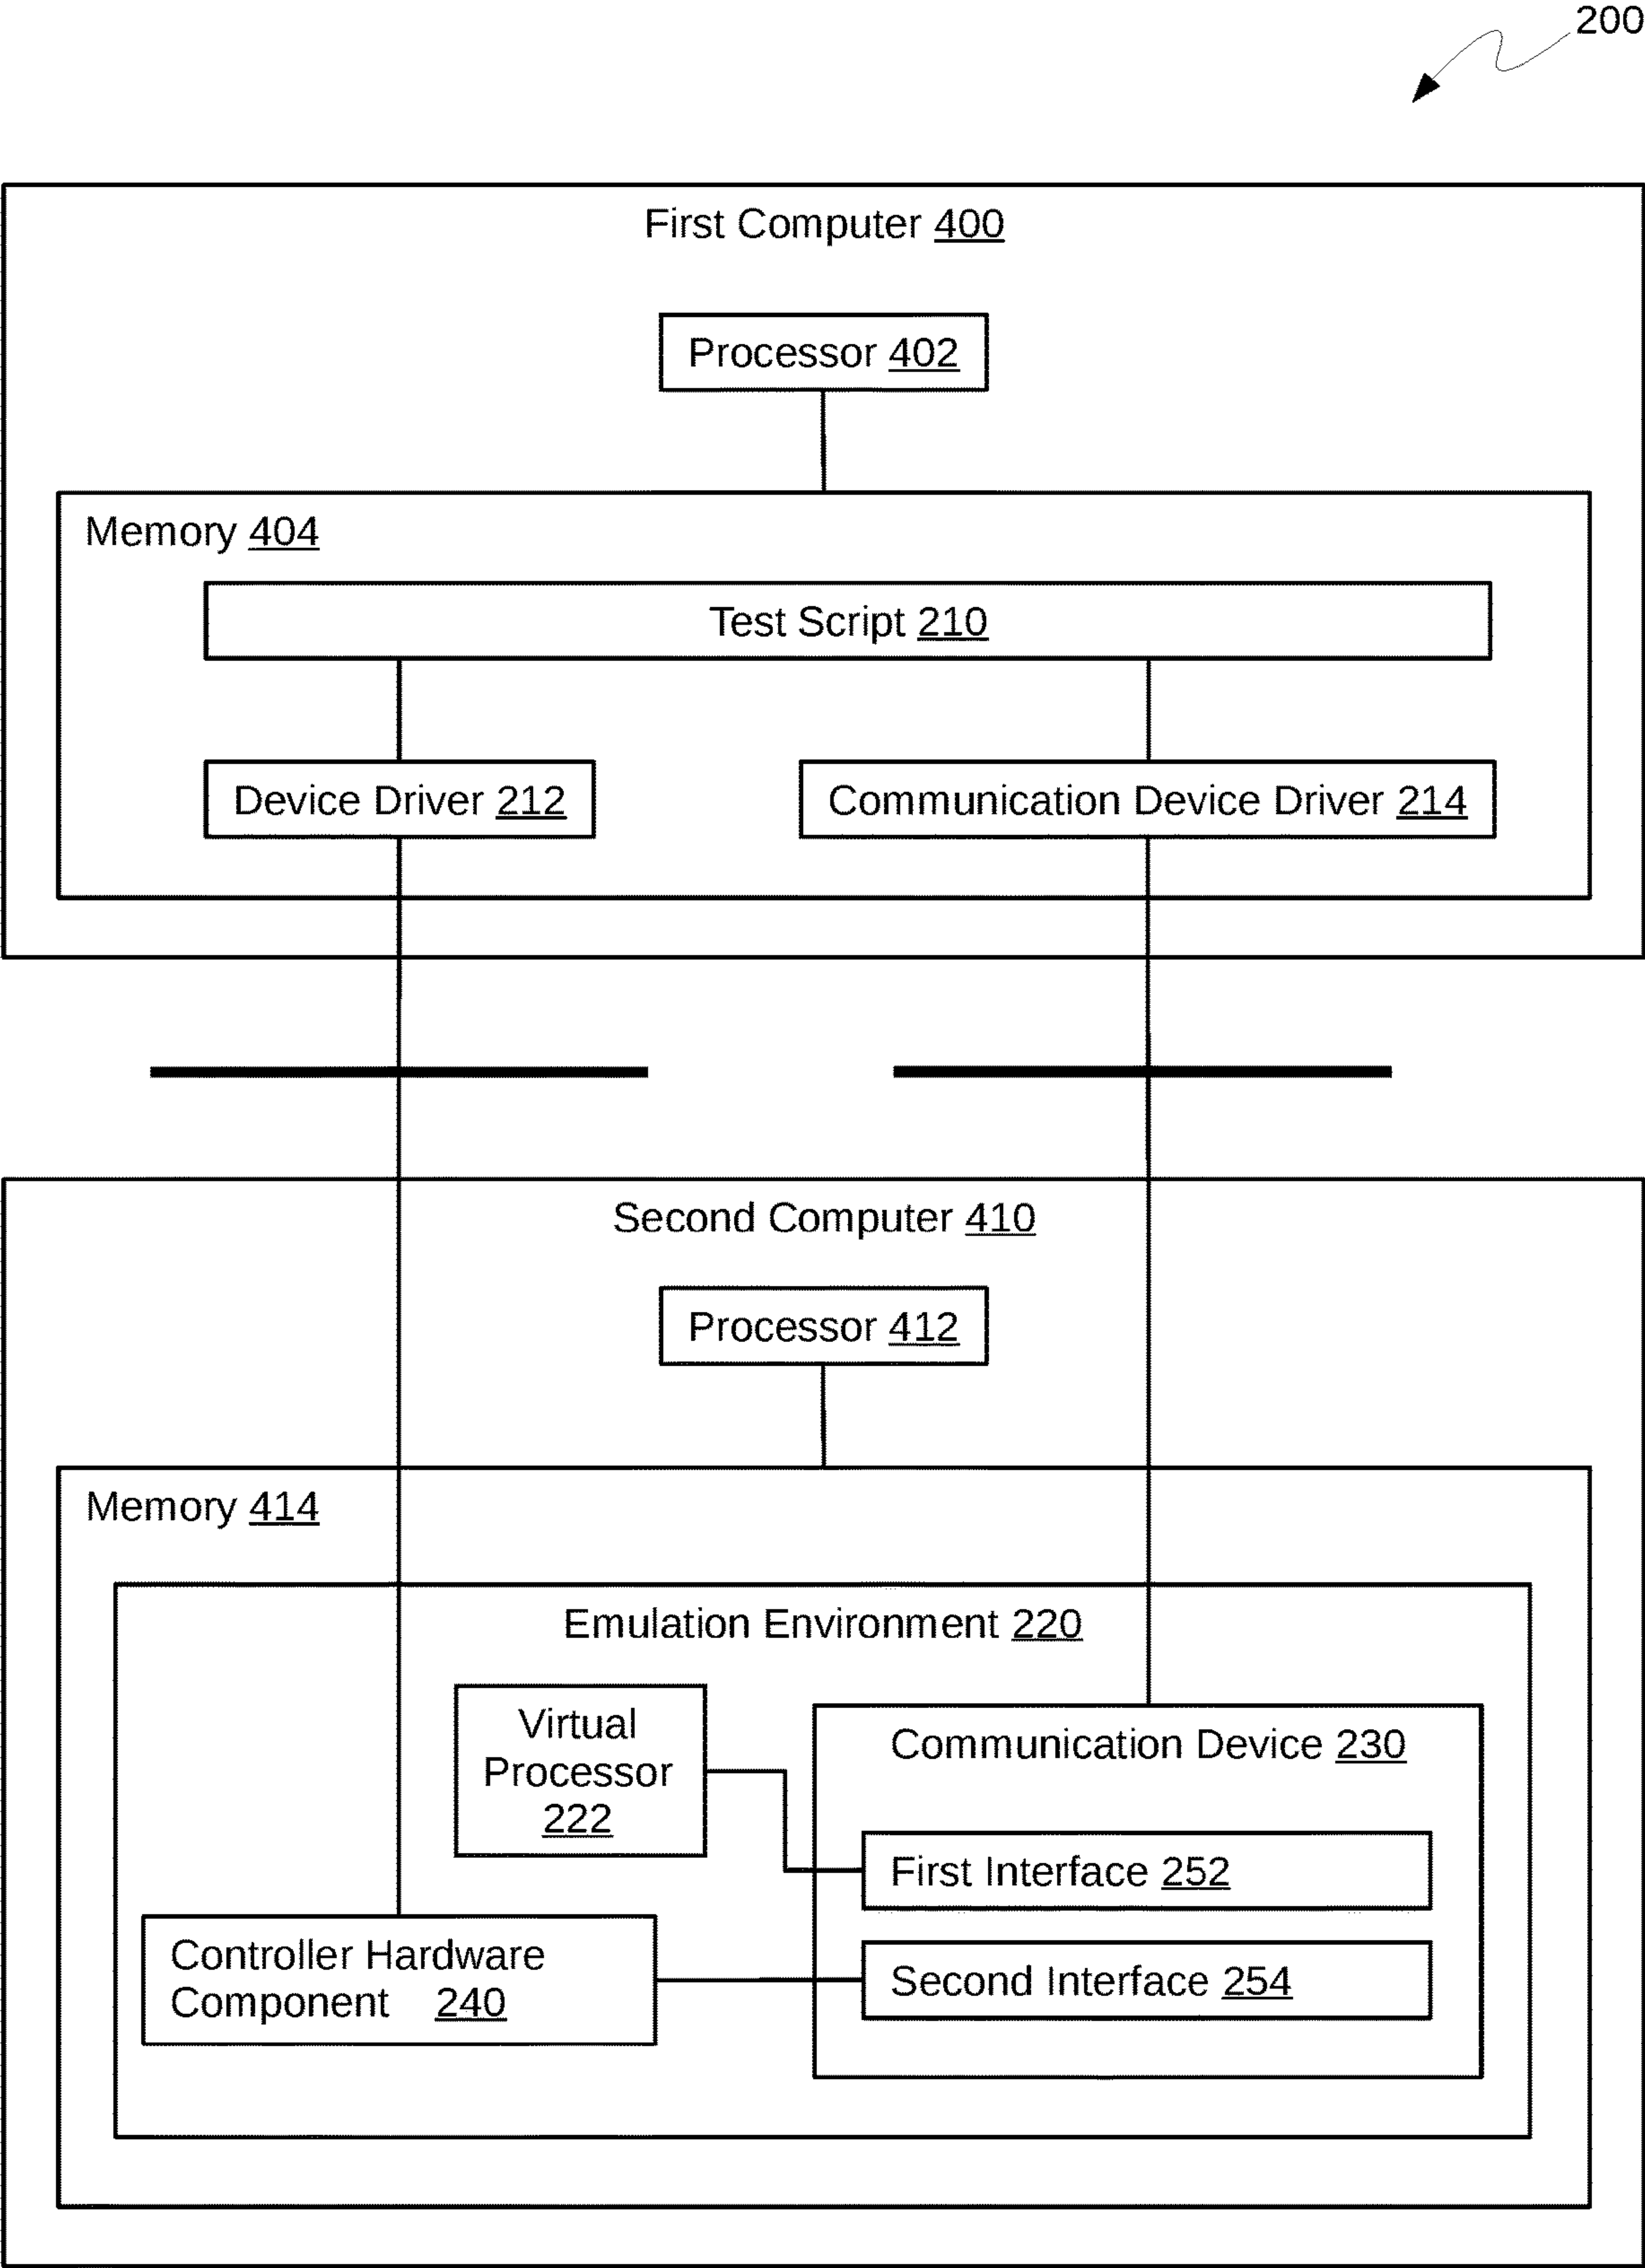 200
First Computer 400
Processor 402
Memory 404
Test Script 210
Device Driver 212
Communication Device Driver 214
Second Computer 410
Processor 412
Memory 414
Emulation Environment 220
Virtual
Processor
222
Communication Device 230
First Interface 252
Controller Hardware
Component 240
Second Interface 254